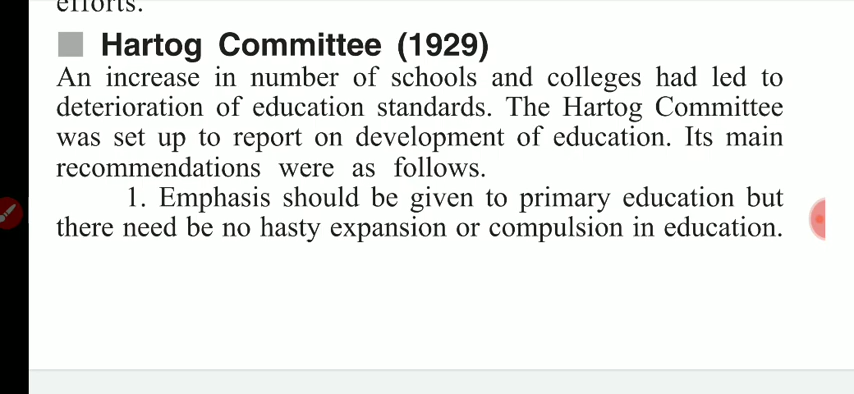 efforts.
Hartog Committee (1929)
An increase in number of schools and colleges had led to
deterioration of education standards. The Hartog Committee
was set up to report on development of education. Its main
recommendations were as follows.
1. Emphasis should be given to primary education but
there need be no hasty expansion or compulsion in education.